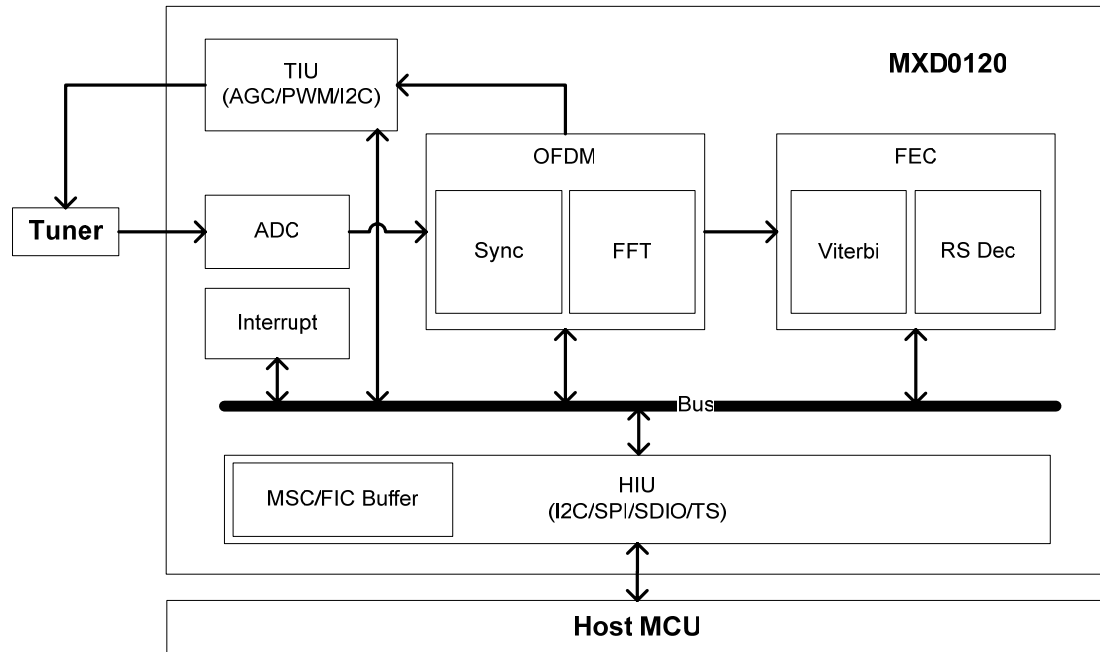 TIU
(AGC/PWM/I2C)
MXD0120
OFDM
FEC
Tuner
ADC
Sync
FFT
Viterbi
RS Dec
Interrupt
Bus
MSC/FIC Buffer
HIU
(I2C/SPI/SDIO/TS)
Host MCU